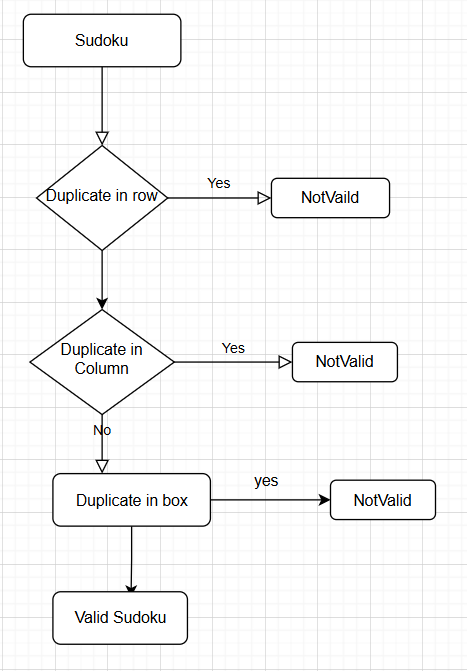 Sudoku
Duplicate in row
Yes
NotVaild
Duplicate in
Column
Yes
NotValid
No
Duplicate in box
yes
NotValid
Valid Sudoku